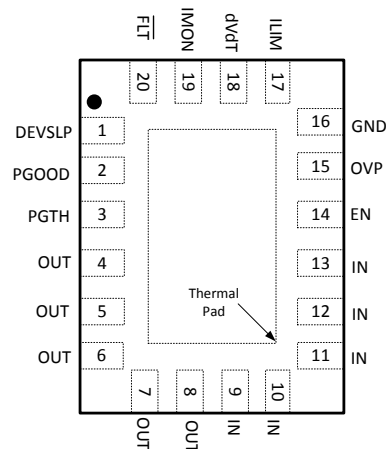 FLT IMON dVdT ILIM
20 19 18 17
DEVSLP 1 16 GND
PGOOD 2 15 OVP
PGTH 3 14 EN
OUT 4 13 IN
OUT 5 12 IN
OUT 6 11 IN
Thermal
Pad
7 8 9 10
OUT OUT IN IN